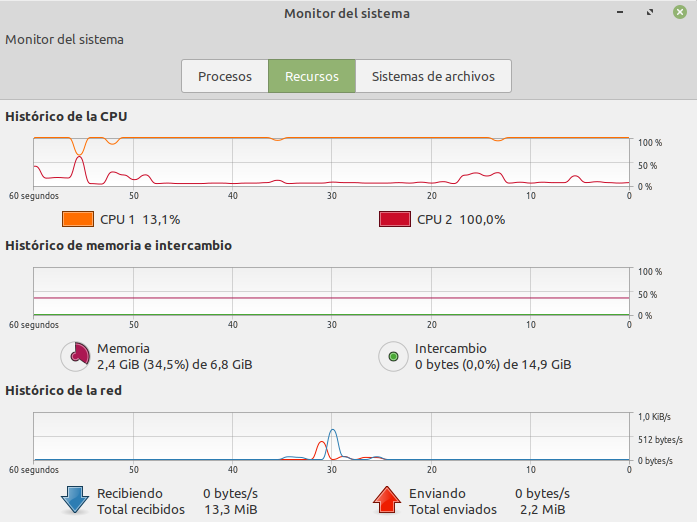 Monitor del sistema
Monitor del sistema
Procesos Recursos Sistemas de archivos
Histórico de la CPU
100 %
50 %
0 %
60 segundos 50 40 30 20 10 0
CPU 1 13,1% CPU 2 100,0%
Histórico de memoria e intercambio
100 %
50 %
0 %
60 segundos 50 40 30 20 10 0
Memoria Intercambio
2,4 GiB (34,5%) de 6,8 GiB 0 bytes (0,0%) de 14,9 GiB
Histórico de la red
1,0 KiB/s
512 bytes/s
0 bytes/s
60 segundos 50 40 30 20 10 0
Recibiendo 0 bytes/s Enviando 0 bytes/s
Total recibidos 13,3 MiB Total enviados 2,2 MiB